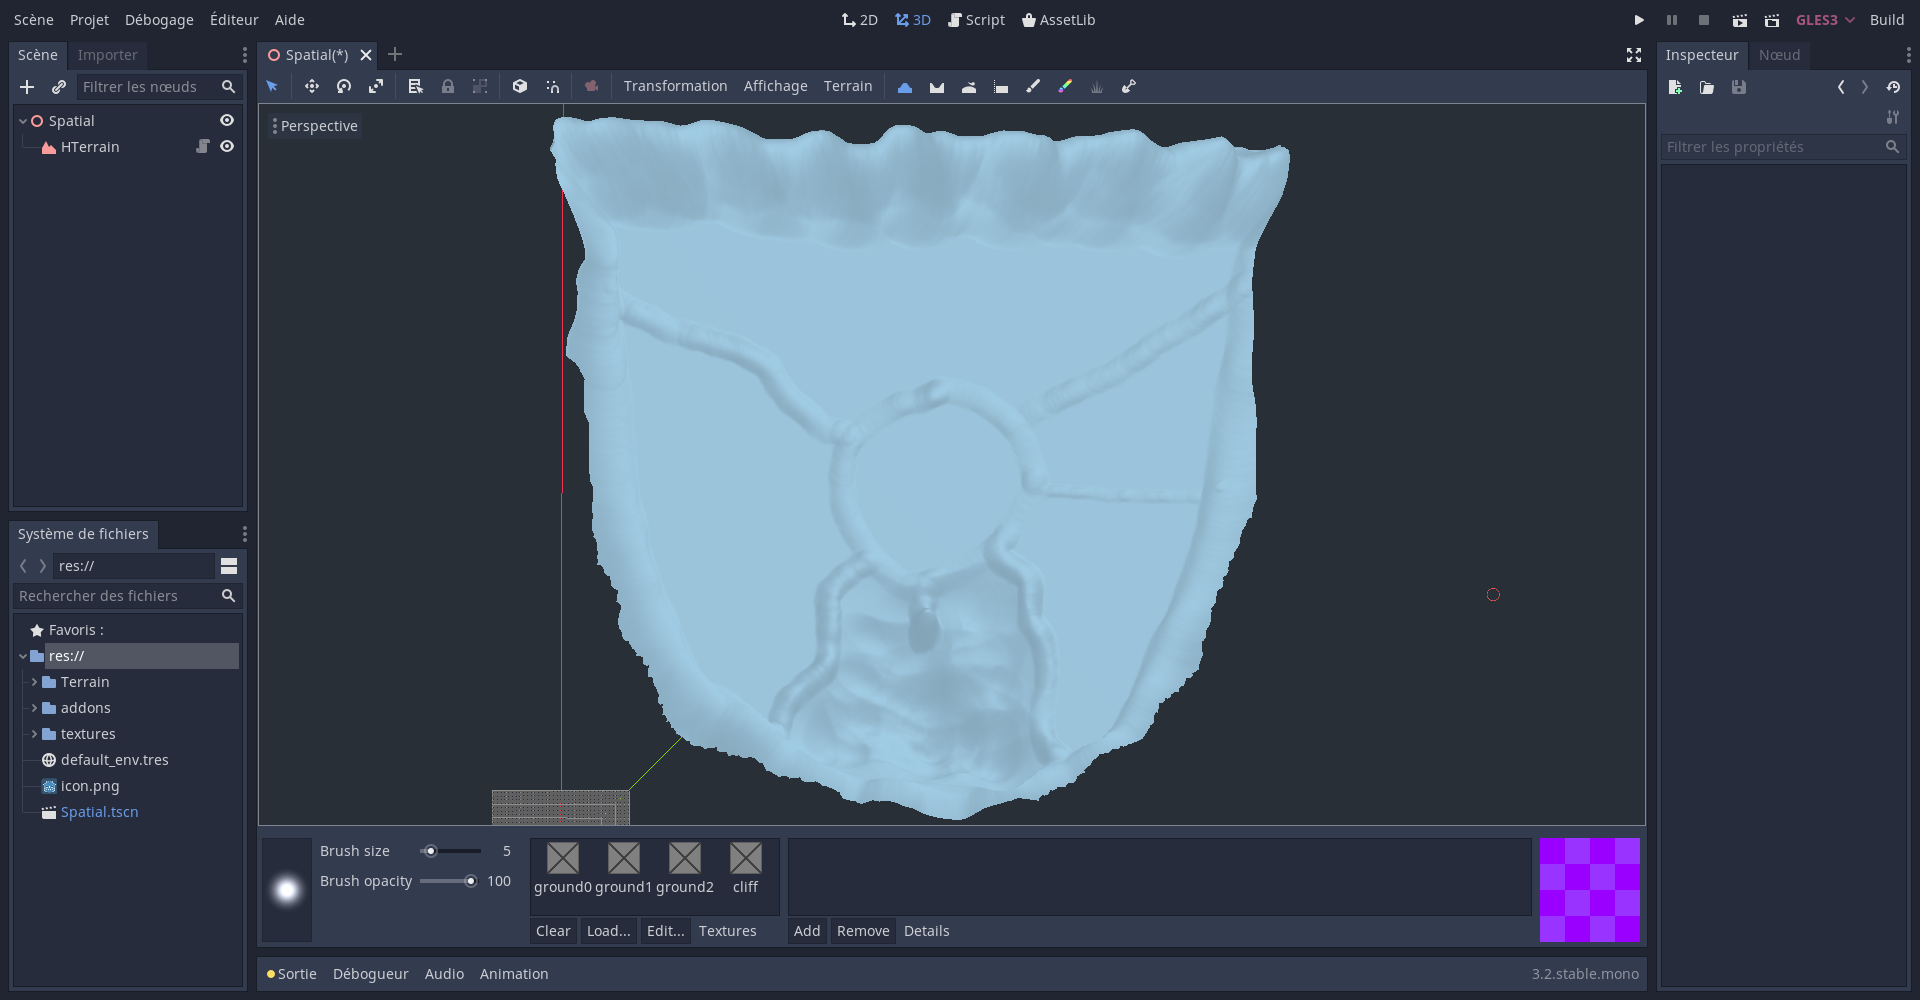 Scène Projet Débogage Éditeur Aide
2D 3D Script AssetLib
GLES3 Build
Scène Importer
Filtrer les nœuds
Spatial
HTerrain
Système de fichiers
res://
Rechercher des fichiers
Favoris :
res://
Terrain
addons
textures
default_env.tres
icon.png
Spatial.tscn
Spatial(*)
Transformation Affichage Terrain
Perspective
Brush size 5
Brush opacity 100
ground0 ground1 ground2 cliff
Clear Load... Edit... Textures
Add Remove Details
Sortie Débogueur Audio Animation
3.2.stable.mono
Inspecteur Nœud
Filtrer les propriétés